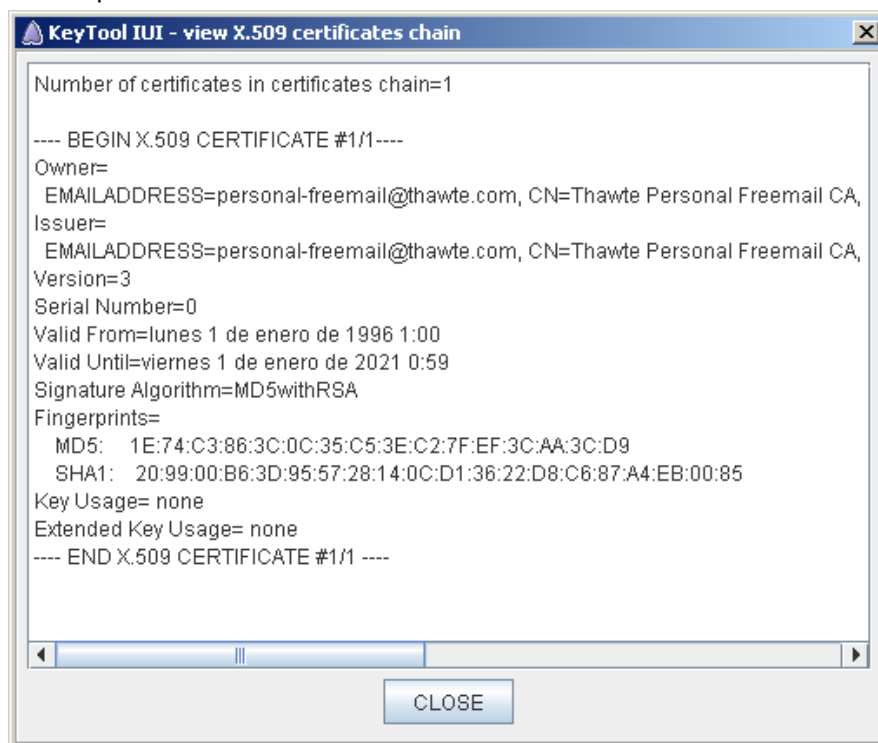 KeyTool IUI - view X.509 certificates chain
Number of certificates in certificates chain=1
---- BEGIN X.509 CERTIFICATE #1/1----
Owner=
EMAILADDRESS=personal-freemail@thawte.com, CN=Thawte Personal Freemail CA,
Issuer=
EMAILADDRESS=personal-freemail@thawte.com, CN=Thawte Personal Freemail CA,
Version=3
Serial Number=0
Valid From=lunes 1 de enero de 1996 1:00
Valid Until=viernes 1 de enero de 2021 0:59
Signature Algorithm=MD5withRSA
Fingerprints=
MD5: 1E:74:C3:86:3C:0C:35:C5:3E:C2:7F:EF:3C:AA:3C:D9
SHA1: 20:99:00:B6:3D:95:57:28:14:0C:D1:36:22:D8:C6:87:A4:EB:00:85
Key Usage= none
Extended Key Usage= none
---- END X.509 CERTIFICATE #1/1 ----
CLOSE